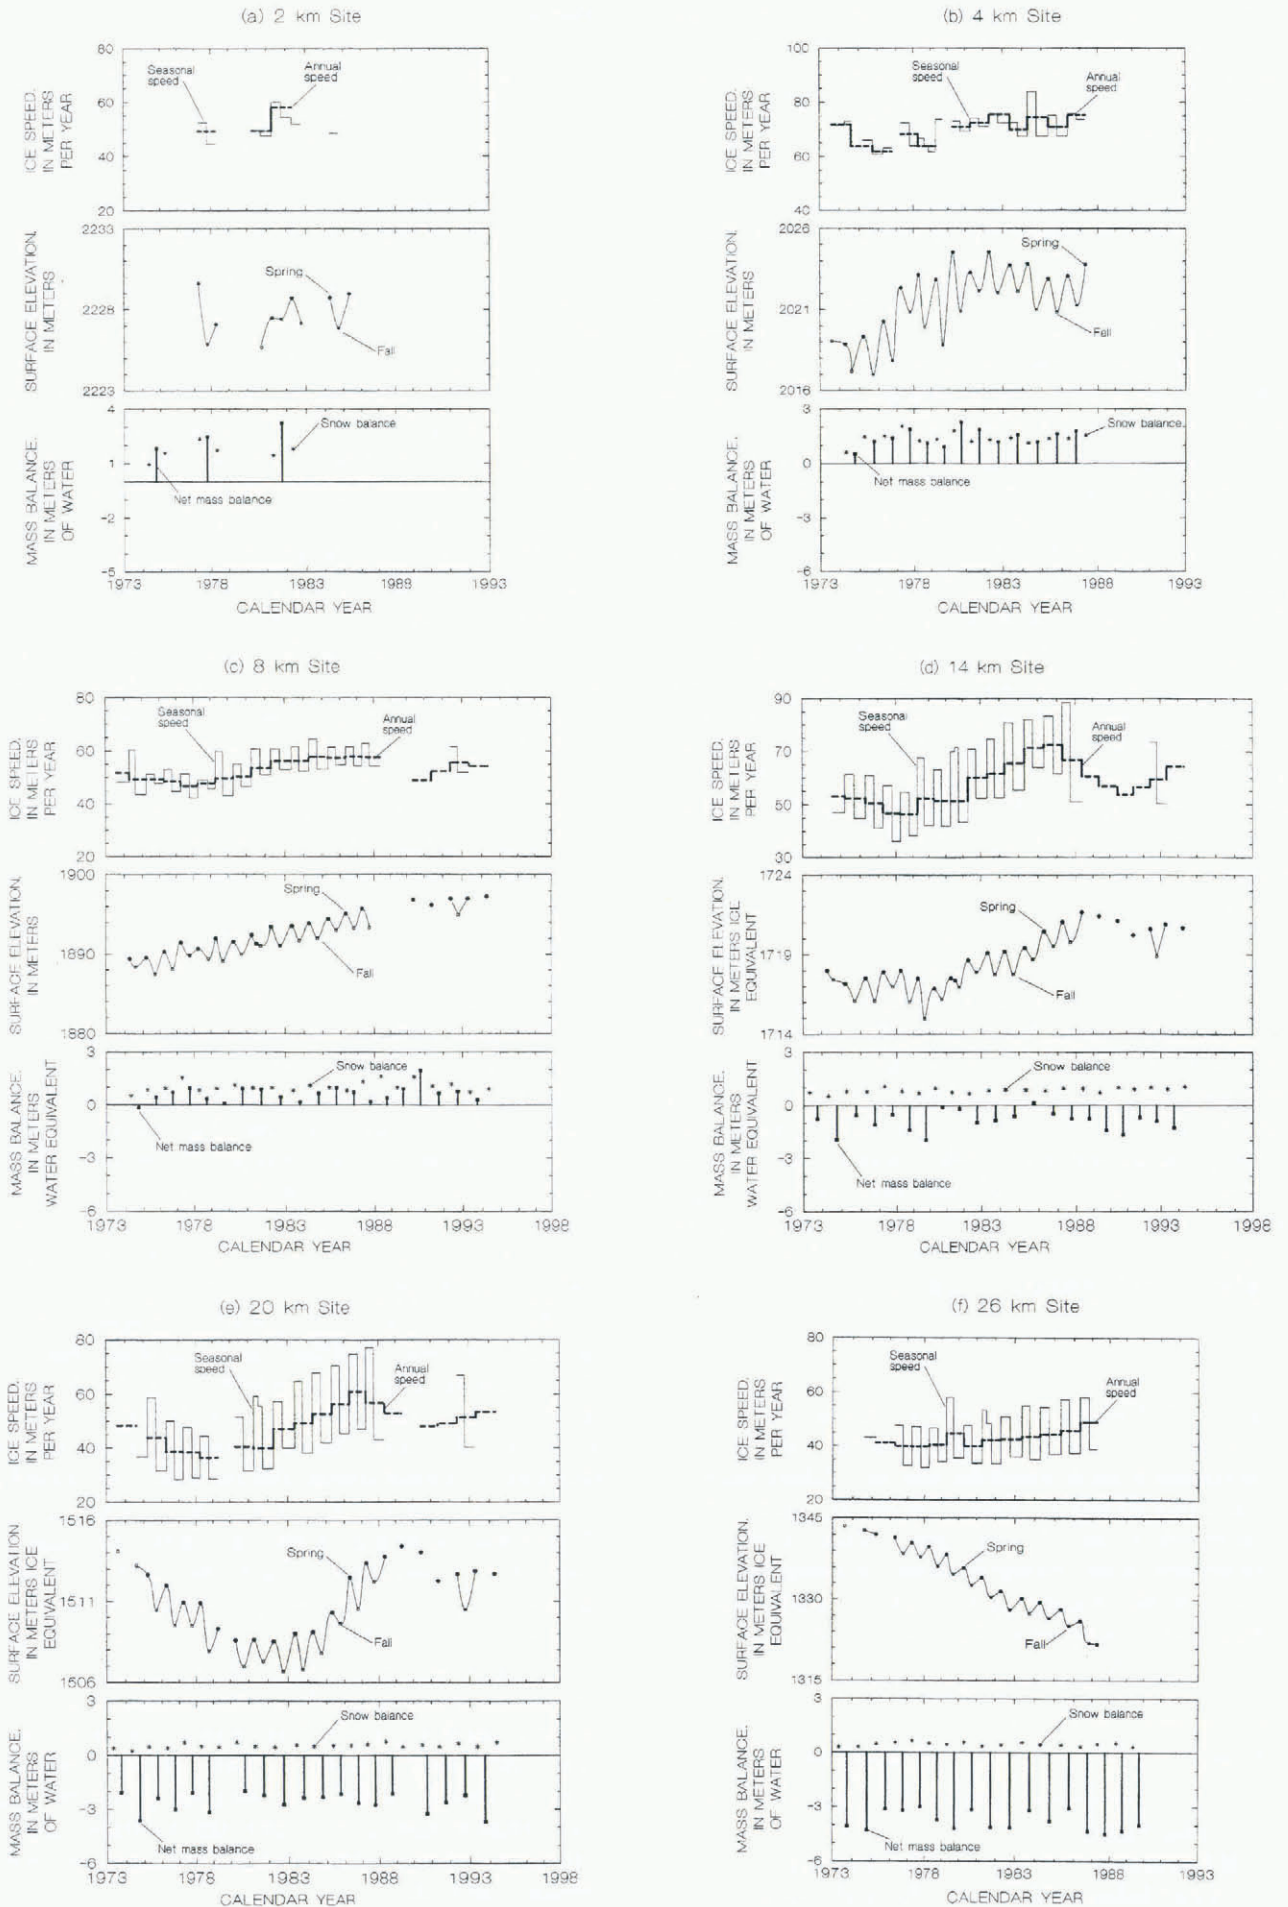 (a) 2 km Site
80
60
40
20
ICE SPEED,
IN METERS
PER YEAR
Seasonal
speed
Annual
speed
2233
2228
2223
SURFACE ELEVATION,
IN METERS
Spring
Fall
4
1
-2
-5
MASS BALANCE,
IN METERS
OF WATER
Snow balance
Net mass balance
1973 1978 1983 1988 1993
CALENDAR YEAR
(b) 4 km Site
100
80
60
40
ICE SPEED,
IN METERS
PER YEAR
Seasonal
speed
Annual
speed
2026
2021
2016
SURFACE ELEVATION,
IN METERS
Spring
Fall
3
0
-3
-6
MASS BALANCE,
IN METERS
OF WATER
Snow balance
Net mass balance
1973 1978 1983 1988 1993
CALENDAR YEAR
(c) 8 km Site
80
60
40
20
ICE SPEED,
IN METERS
PER YEAR
Seasonal
speed
Annual
speed
1900
1890
1880
SURFACE ELEVATION,
IN METERS
Spring
Fall
3
0
-3
-6
MASS BALANCE,
IN METERS
WATER EQUIVALENT
Snow balance
Net mass balance
1973 1978 1983 1988 1993 1998
CALENDAR YEAR
(d) 14 km Site
90
70
50
30
ICE SPEED,
IN METERS
PER YEAR
Seasonal
speed
Annual
speed
1724
1719
1714
SURFACE ELEVATION,
IN METERS ICE
EQUIVALENT
Spring
Fall
3
0
-3
-6
MASS BALANCE,
IN METERS
WATER EQUIVALENT
Snow balance
Net mass balance
1973 1978 1983 1988 1993 1998
CALENDAR YEAR
(e) 20 km Site
80
60
40
20
ICE SPEED,
IN METERS
PER YEAR
Seasonal
speed
Annual
speed
1516
1511
1506
SURFACE ELEVATION
IN METERS ICE
EQUIVALENT
Spring
Fall
3
0
-3
-6
MASS BALANCE,
IN METERS
OF WATER
Snow balance
Net mass balance
1973 1978 1983 1988 1993 1998
CALENDAR YEAR
(f) 26 km Site
80
60
40
20
ICE SPEED,
IN METERS
PER YEAR
Seasonal
speed
Annual
speed
1345
1330
1315
SURFACE ELEVATION,
IN METERS ICE
EQUIVALENT
Spring
Fall
3
0
-3
-6
MASS BALANCE,
IN METERS
OF WATER
Snow balance
Net mass balance
1973 1978 1983 1988 1993
CALENDAR YEAR